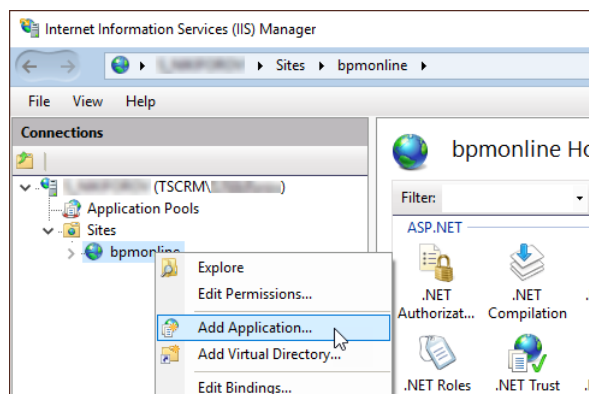 Internet Information Services (IIS) Manager
Sites bpmonline
File View Help
Connections
bpmonline Ho
Filter:
(TSCRM\ )
Application Pools
Sites
bpmonline
ASP.NET
Explore
Edit Permissions...
Add Application...
Add Virtual Directory...
Edit Bindings...
.NET Authorizat...
.NET Compilation
.NET Roles
.NET Trust